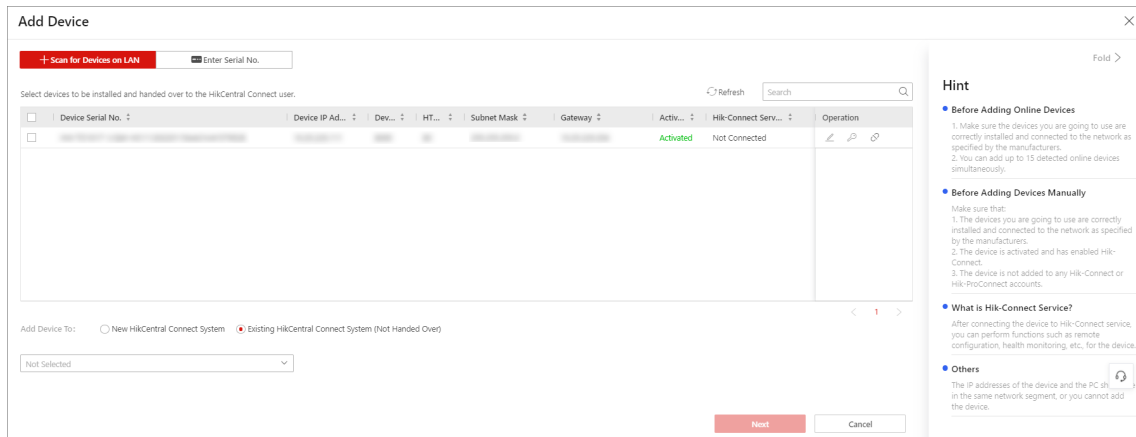 Add Device
Scan for Devices on LAN
Enter Serial No.
Fold
Hint
Select devices to be installed and handed over to the HikCentral Connect user.
Refresh
Search
Device Serial No.
Device IP Ad...
Dev...
HT...
Subnet Mask
Gateway
Activ...
Hik-Connect Serv...
Operation
Activated
Not Connected
1
Add Device To:
New HikCentral Connect System
Existing HikCentral Connect System (Not Handed Over)
Not Selected
Next
Cancel
Before Adding Online Devices
1. Make sure the devices you are going to use are
correctly installed and connected to the network as
specified by the manufacturers.
2. You can add up to 15 detected online devices
simultaneously.
Before Adding Devices Manually
Make sure that:
1. The devices you are going to use are correctly
installed and connected to the network as specified
by the manufacturers.
2. The device is activated and has enabled Hik-
Connect.
3. The device is not added to any Hik-Connect or
Hik-ProConnect accounts.
What is Hik-Connect Service?
After connecting the device to Hik-Connect service,
you can perform functions such as remote
configuration, health monitoring, etc., for the device.
Others
The IP addresses of the device and the PC
in the same network segment, or you cannot add
the device.